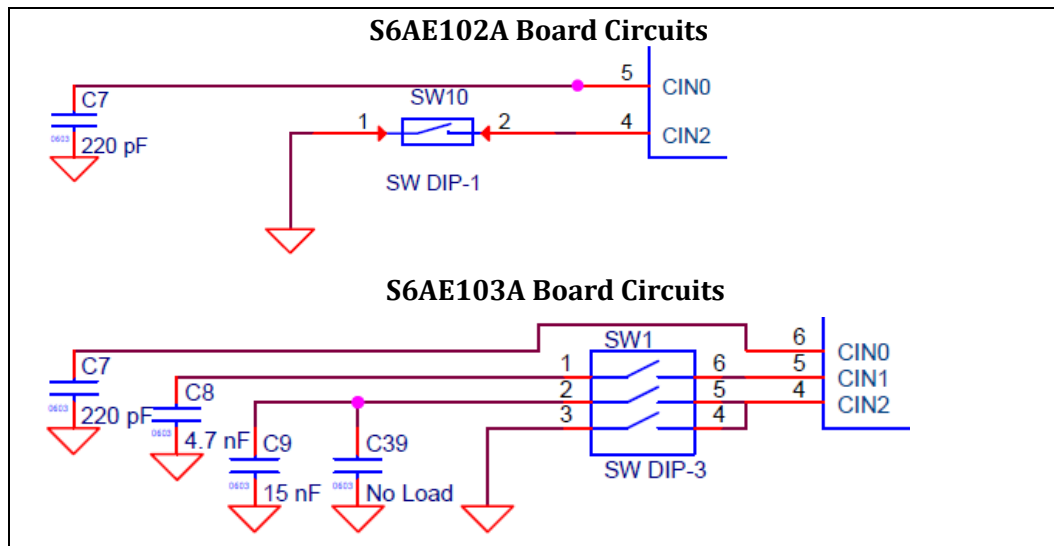 S6AE102A Board Circuits
5 CIN0
C7
SW10
1 2 4 CIN2
0603
220 pF
SW DIP-1
S6AE103A Board Circuits
SW1 6 CIN0
C7 1 6 5 CIN1
C8 2 5 4 CIN2
0603 220 pF 3 4
0603 4.7 nF C9 C39
SW DIP-3
0603 15 nF 0603 No Load